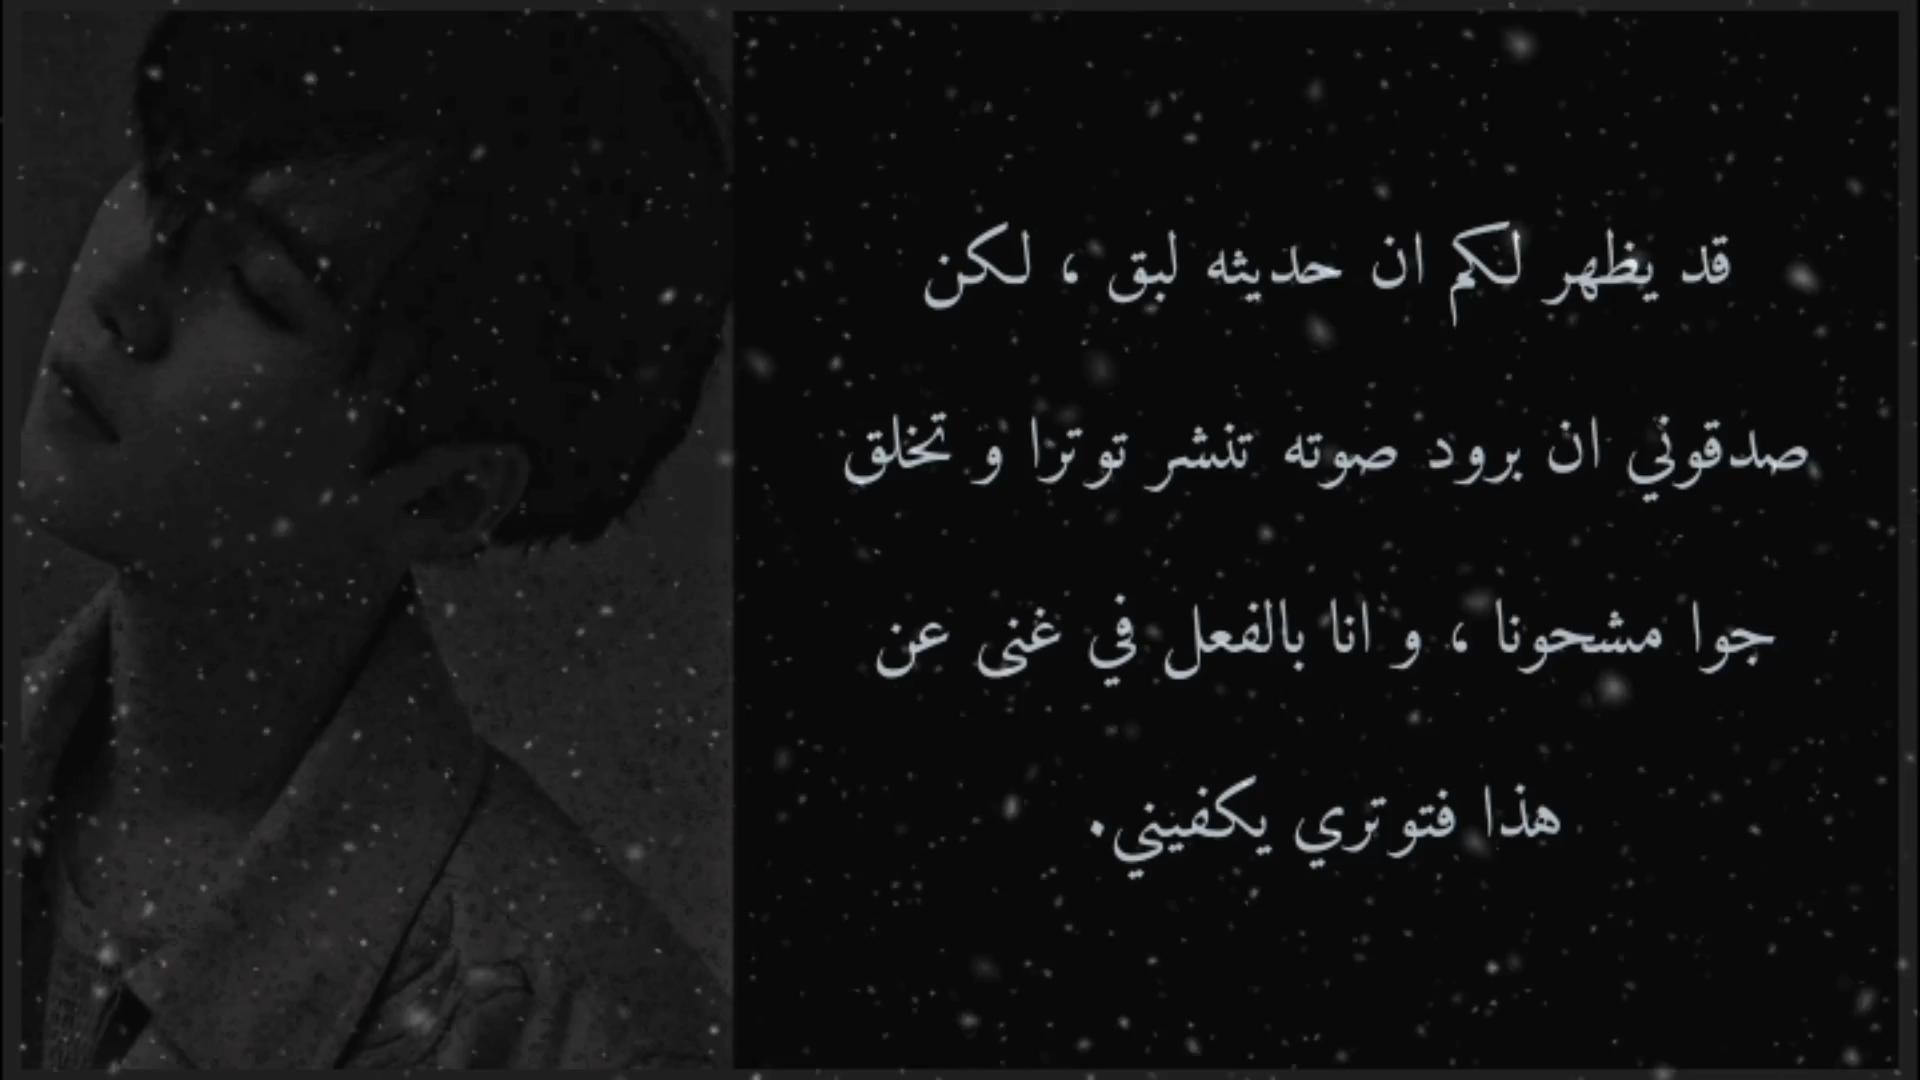 قد يظهر لكم ان حديثه لبق ، لكن
صدقوني ان برود صوته تنشر توترا و تخلق
جوا مشحونا ، و انا بالفعل في غنى عن
هذا فتوتري يكفيني.